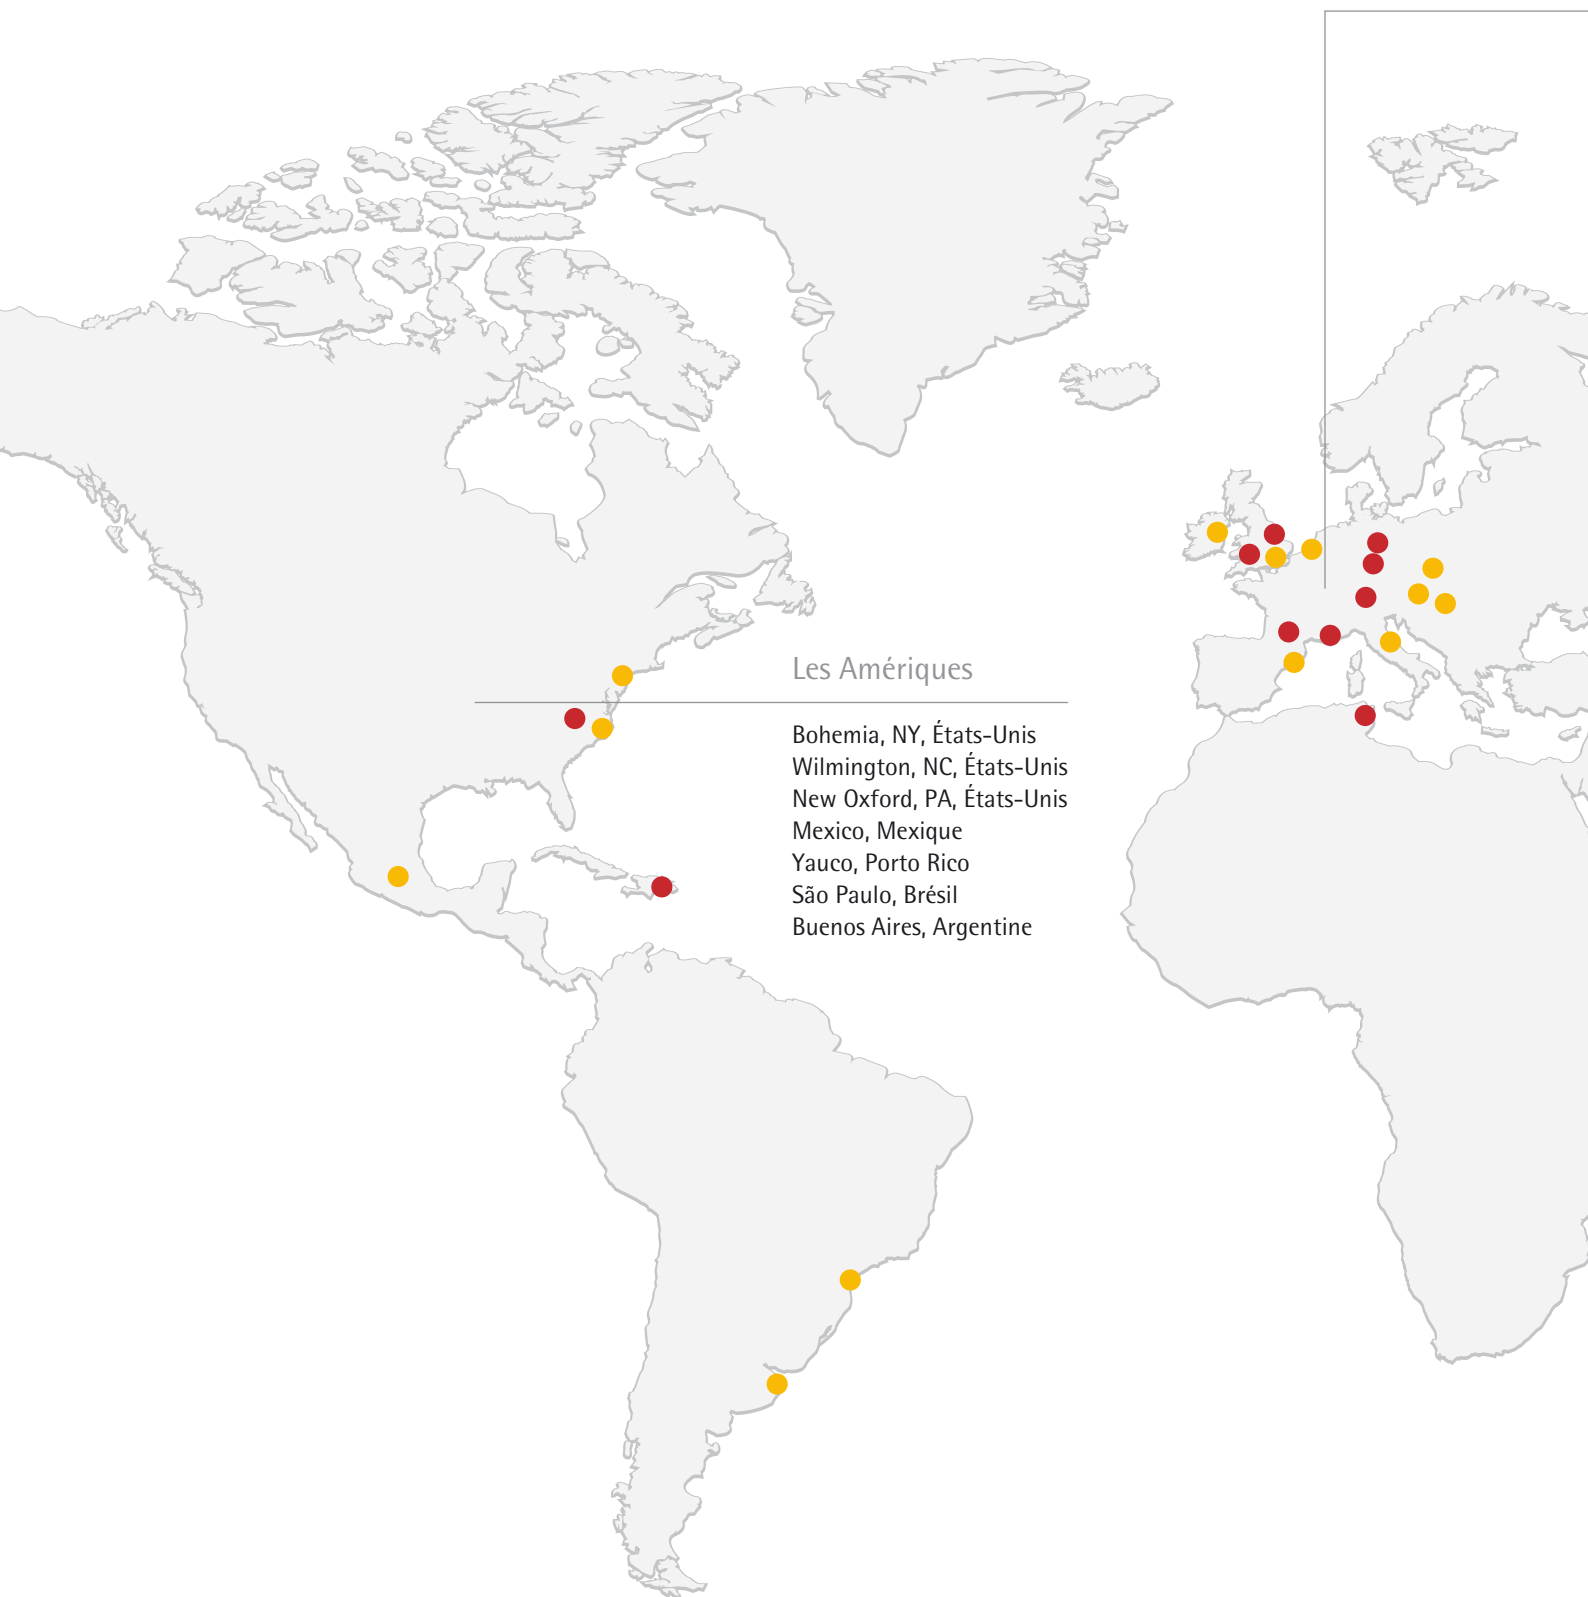 Les Amériques
Bohemia, NY, États-Unis
Wilmington, NC, États-Unis
New Oxford, PA, États-Unis
Mexico, Mexique
Yauco, Porto Rico
São Paulo, Brésil
Buenos Aires, Argentine